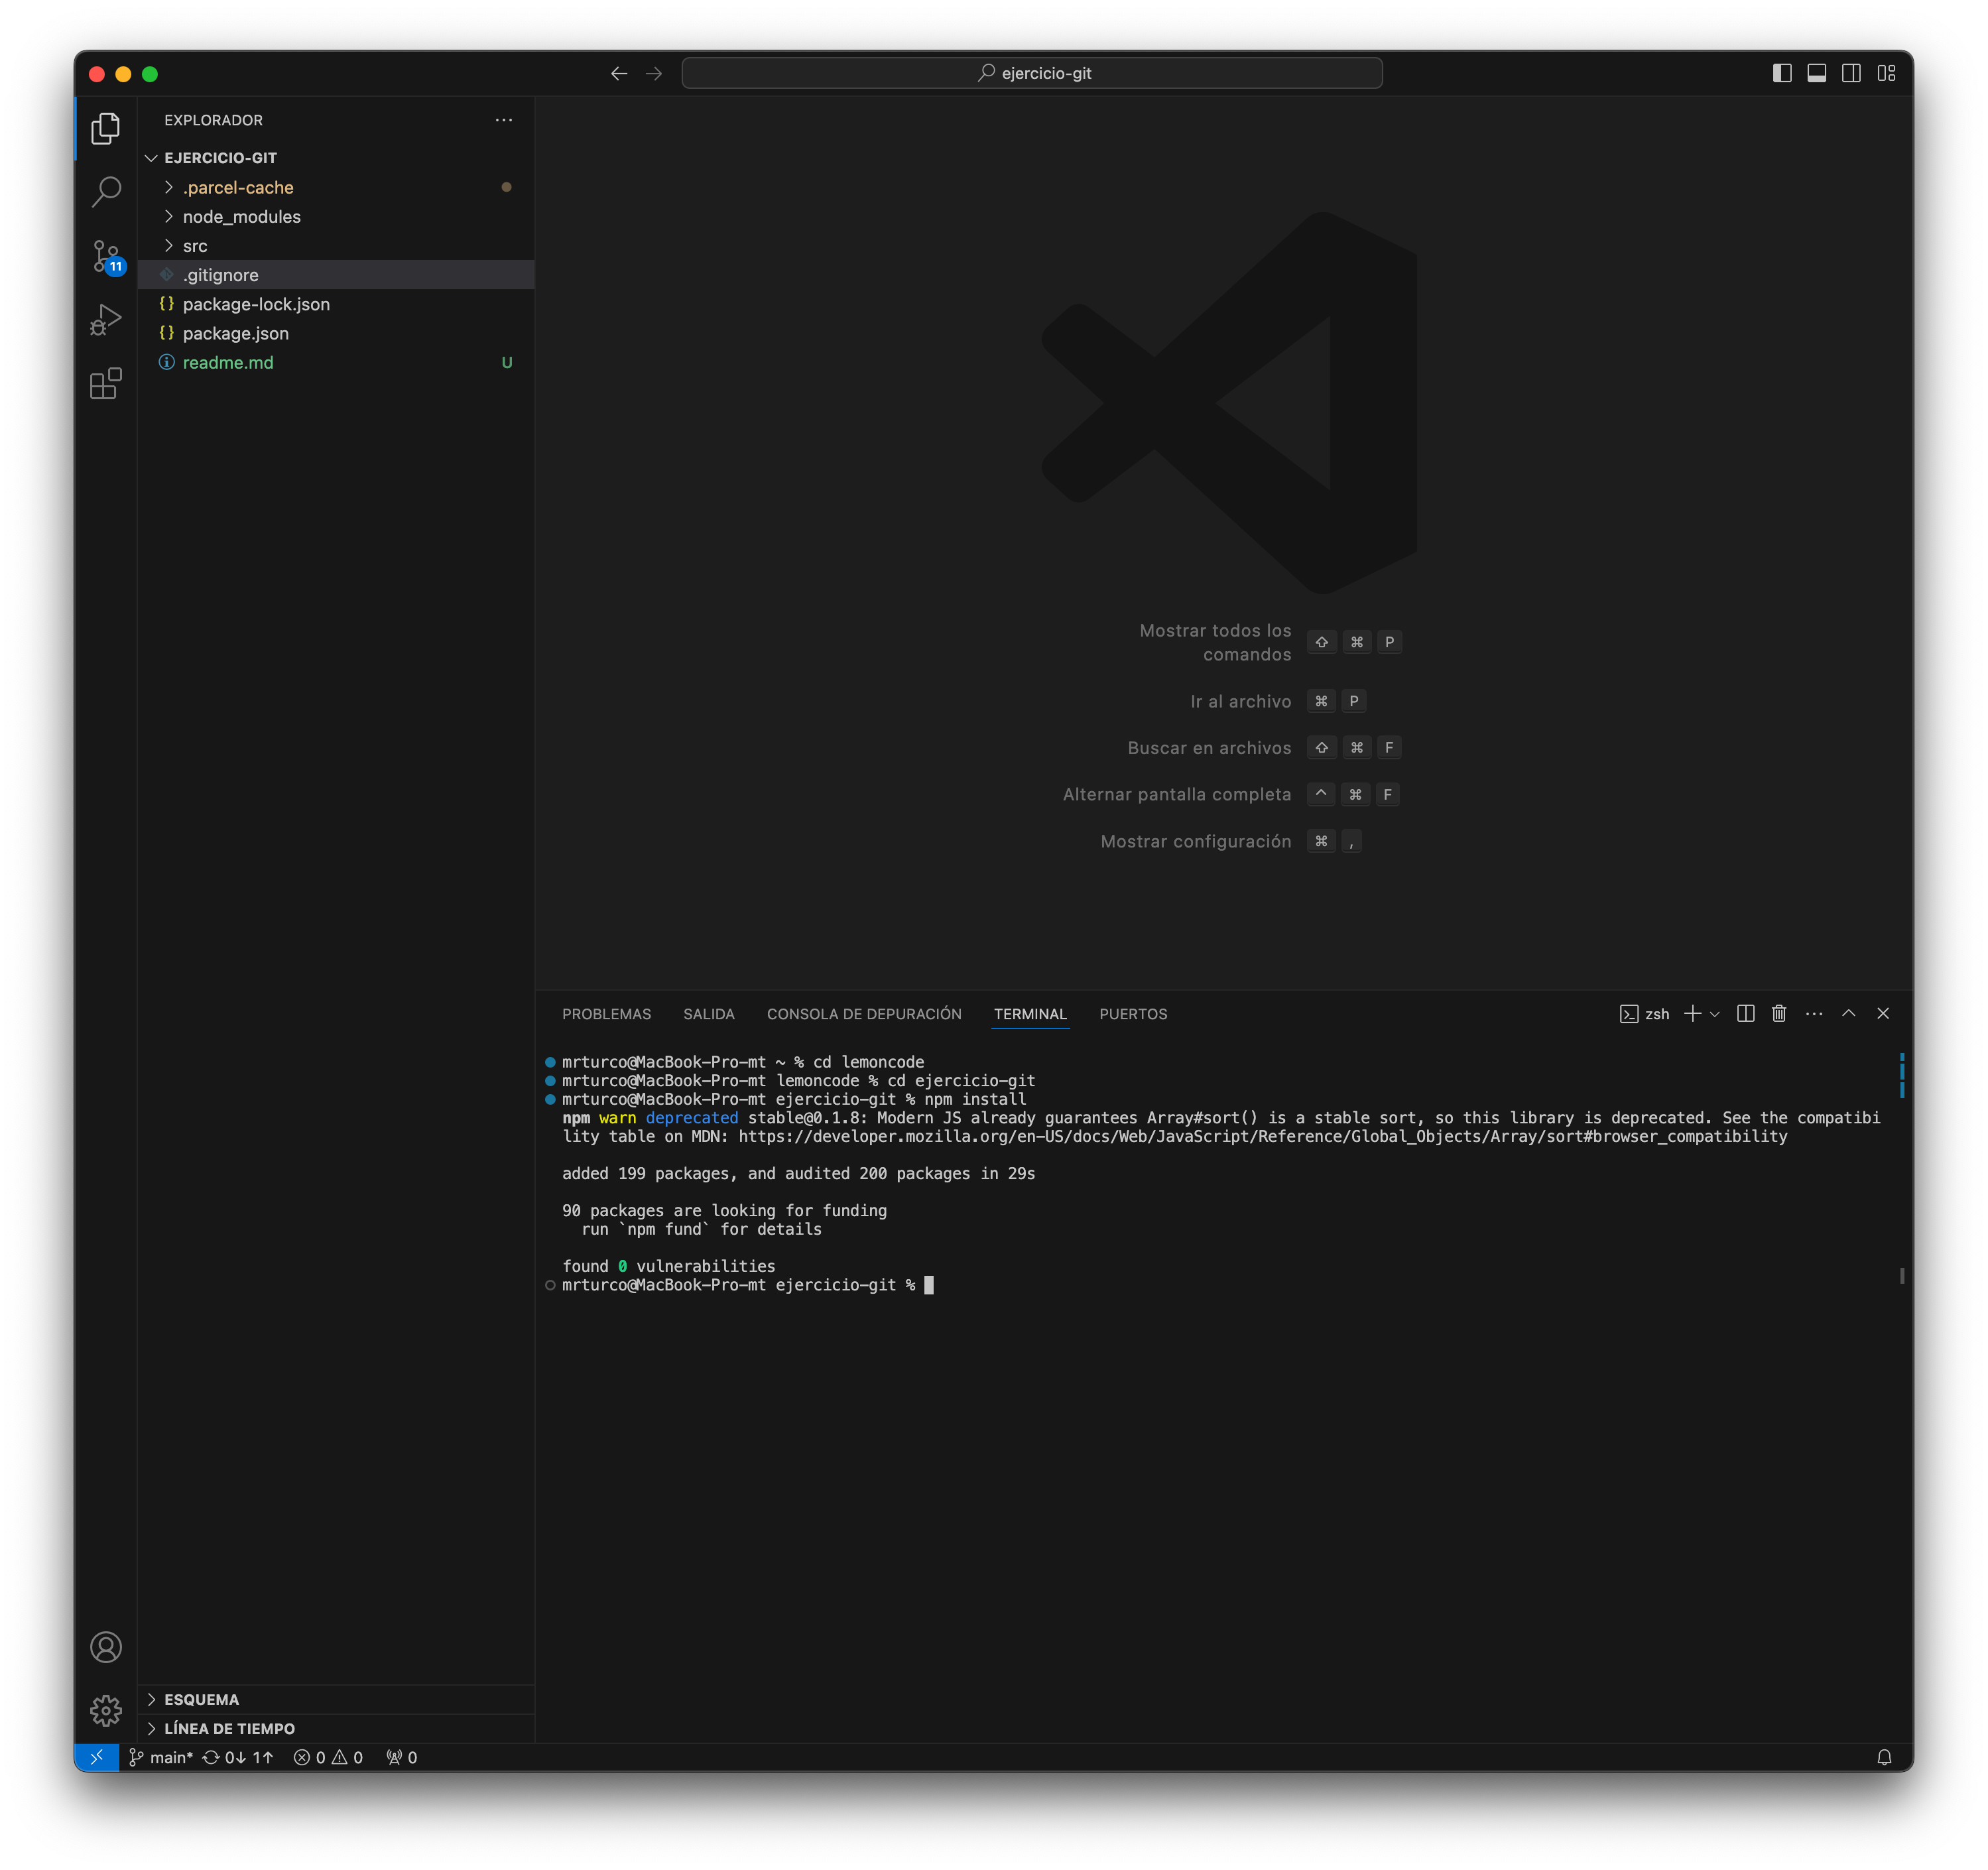 ejercicio-git
EXPLORADOR
EJERCICIO-GIT
.parcel-cache
node_modules
src
11
.gitignore
package-lock.json
package.json
readme.md U
Mostrar todos los
comandos ⇧ ⌘ P
Ir al archivo ⌘ P
Buscar en archivos ⇧ ⌘ F
Alternar pantalla completa ^ ⌘ F
Mostrar configuración ⌘ ,
PROBLEMAS SALIDA CONSOLA DE DEPURACIÓN TERMINAL PUERTOS zsh
mrturco@MacBook-Pro-mt ~ % cd lemoncode
mrturco@MacBook-Pro-mt lemoncode % cd ejercicio-git
mrturco@MacBook-Pro-mt ejercicio-git % npm install
npm warn deprecated stable@0.1.8: Modern JS already guarantees Array#sort() is a stable sort, so this library is deprecated. See the compatibi
lity table on MDN: https://developer.mozilla.org/en-US/docs/Web/JavaScript/Reference/Global_Objects/Array/sort#browser_compatibility
added 199 packages, and audited 200 packages in 29s
90 packages are looking for funding
run `npm fund` for details
found 0 vulnerabilities
mrturco@MacBook-Pro-mt ejercicio-git %
ESQUEMA
LÍNEA DE TIEMPO
main* 0↓ 1↑ 0 0 0